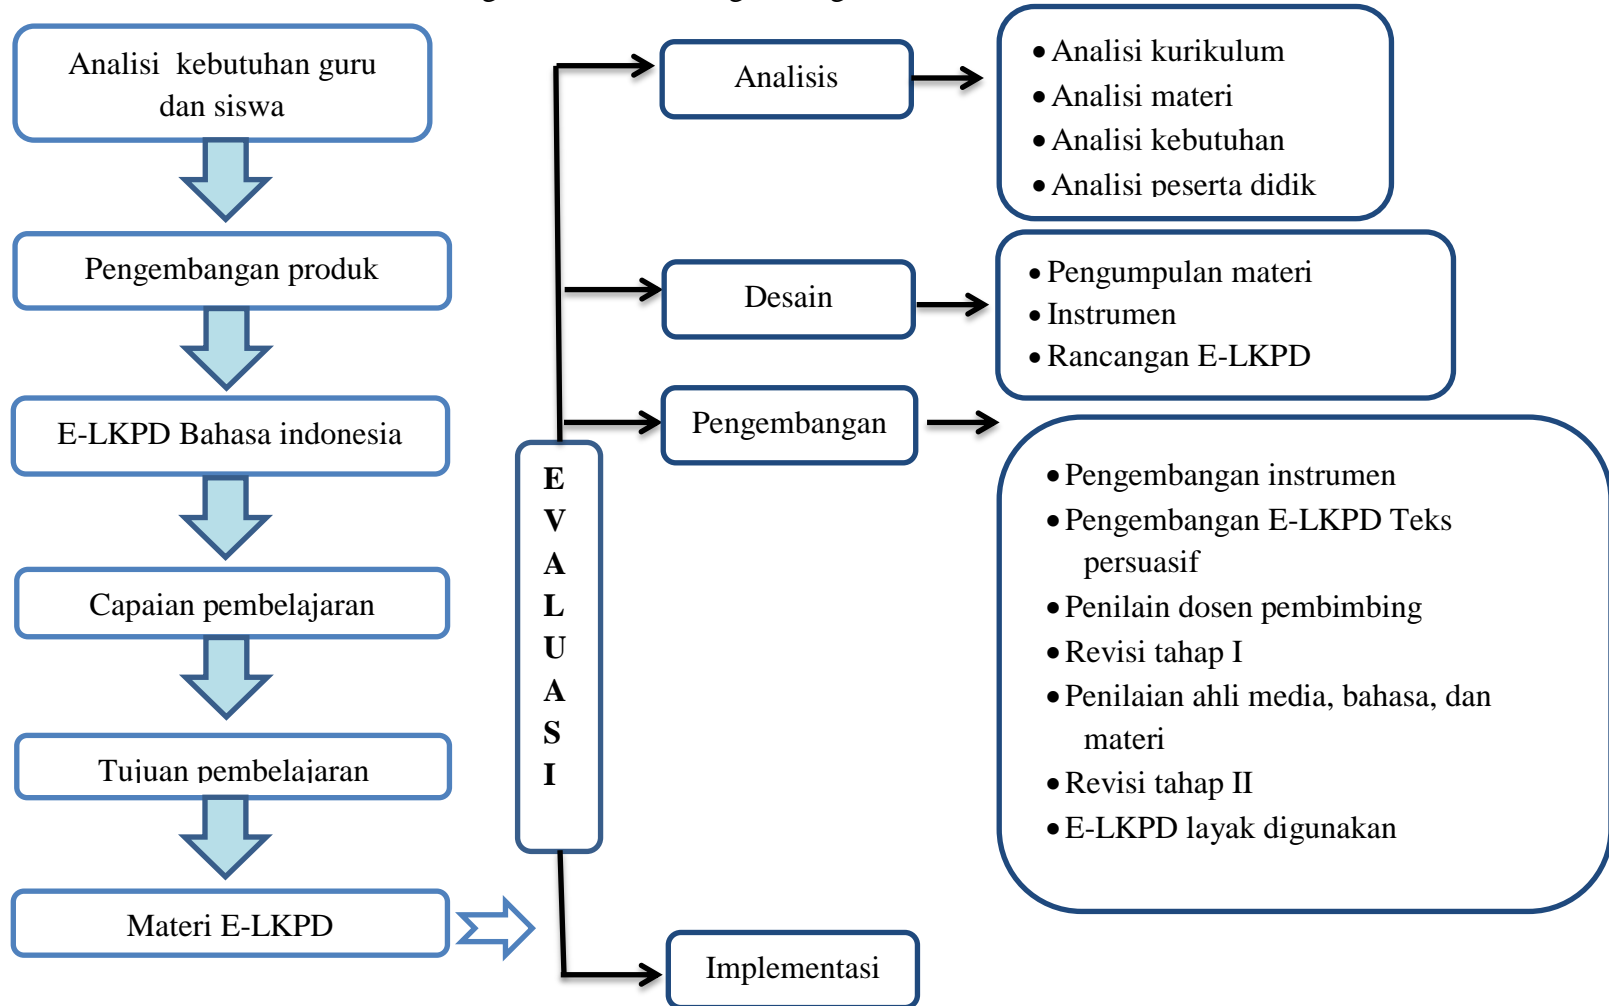 Analisi kebutuhan guru
dan siswa
Pengembangan produk
E-LKPD Bahasa indonesia
Capaian pembelajaran
Tujuan pembelajaran
Materi E-LKPD
E
V
A
L
U
A
S
I
Analisis
• Analisi kurikulum
• Analisi materi
• Analisi kebutuhan
• Analisi peserta didik
Desain
• Pengumpulan materi
• Instrumen
• Rancangan E-LKPD
Pengembangan
• Pengembangan instrumen
• Pengembangan E-LKPD Teks
persuasif
• Penilain dosen pembimbing
• Revisi tahap I
• Penilaian ahli media, bahasa, dan
materi
• Revisi tahap II
• E-LKPD layak digunakan
Implementasi